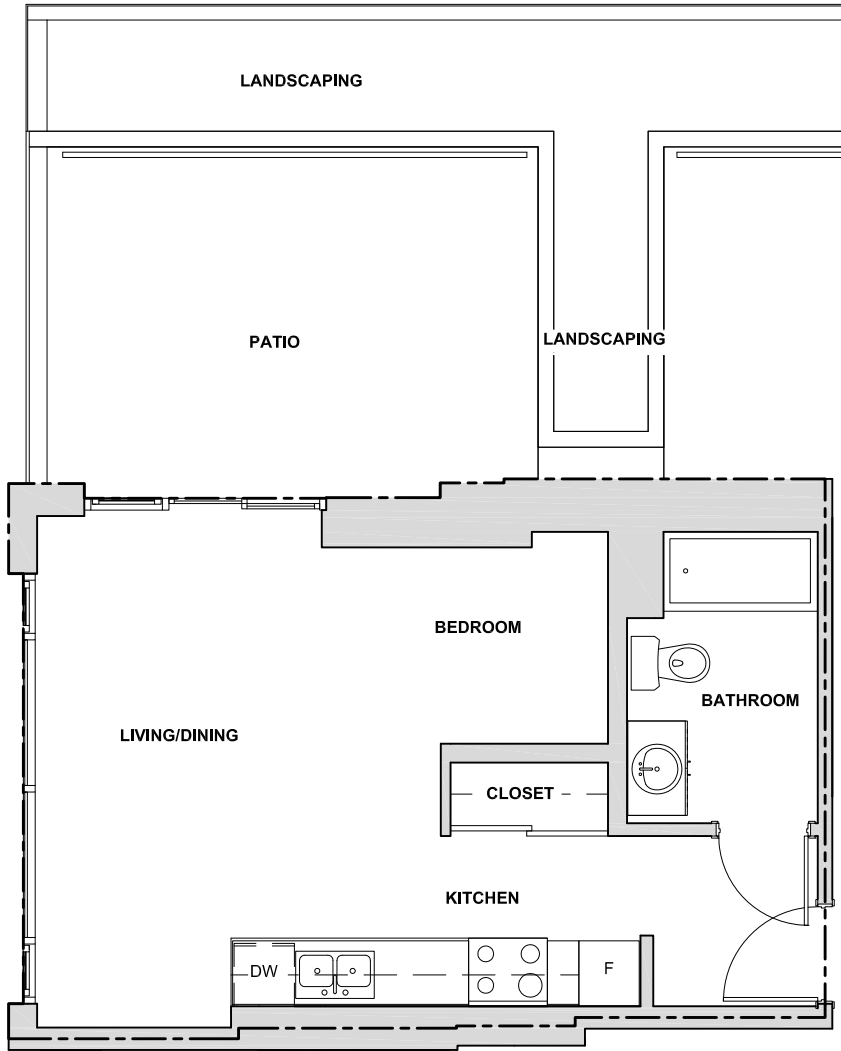 LANDSCAPING
PATIO
LANDSCAPING
BEDROOM
BATHROOM
LIVING/DINING
CLOSET
KITCHEN
DW
F